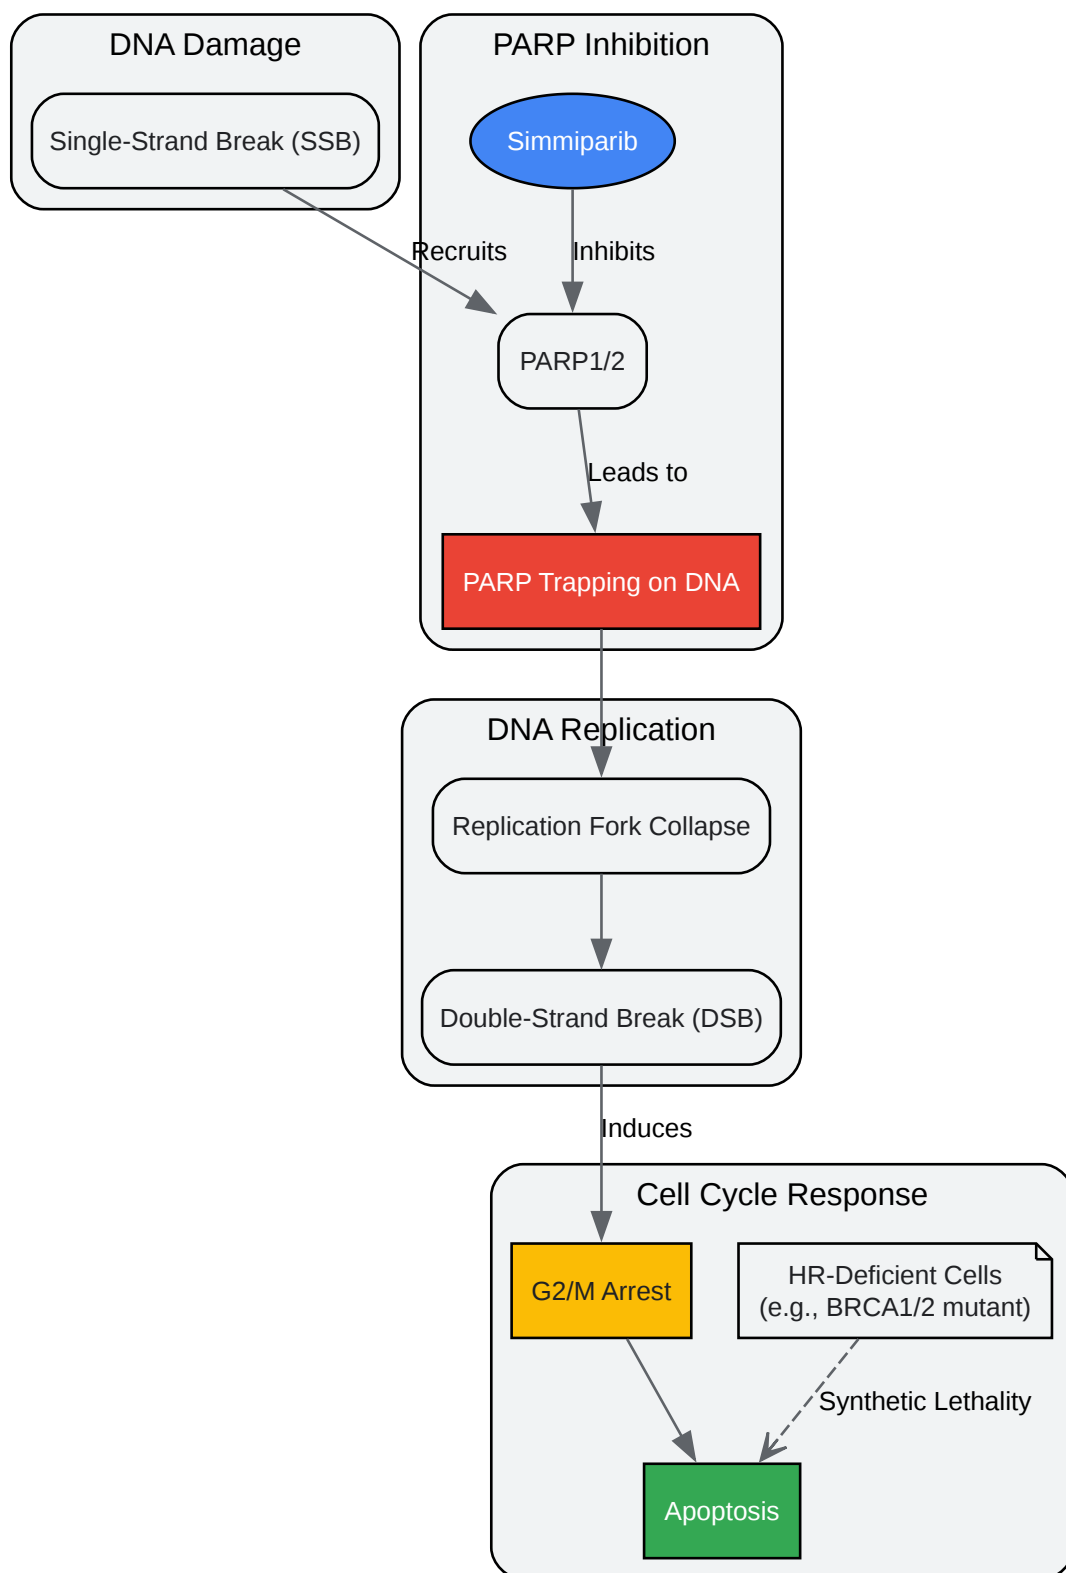 DNA Damage
Single-Strand Break (SSB)
PARP Inhibition
Simmiparib
Recruits
Inhibits
PARP1/2
Leads to
PARP Trapping on DNA
DNA Replication
Replication Fork Collapse
Double-Strand Break (DSB)
Induces
Cell Cycle Response
G2/M Arrest
HR-Deficient Cells
(e.g., BRCA1/2 mutant)
Synthetic Lethality
Apoptosis